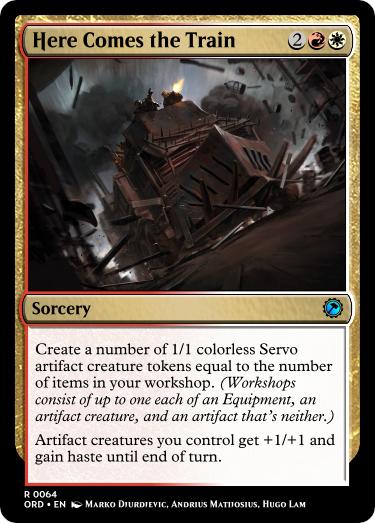 Here Comes the Train 2
Sorcery
Create a number of 1/1 colorless Servo
artifact creature tokens equal to the number
of items in your workshop. (Workshops
consist of up to one each of an Equipment, an
artifact creature, and an artifact that's neither.)
Artifact creatures you control get +1/+1 and
gain haste until end of turn.
R 0064
ORD • EN Marko Djurdjevic, Andrius Matijosius, Hugo Lam